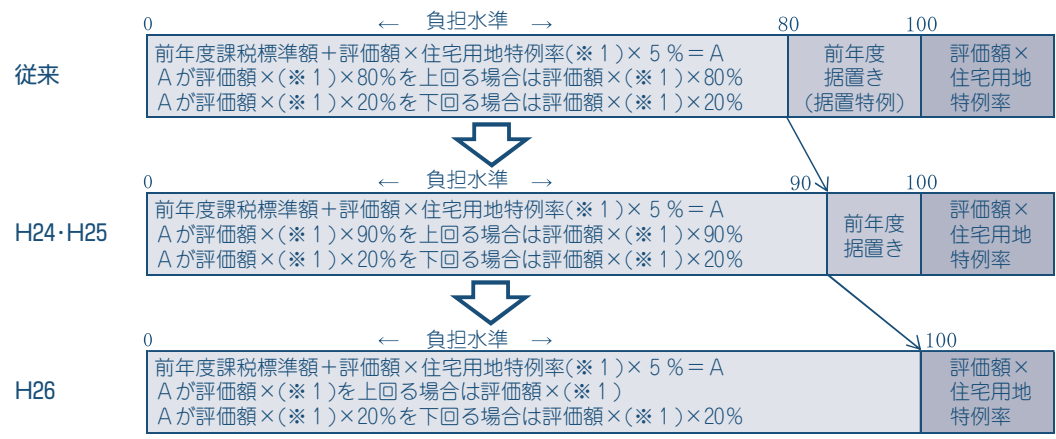 0 ← 負担水準 → 80 100
従来
前年度課税標準額＋評価額×住宅用地特例率(※１)×５％＝Ａ
Ａが評価額×(※１)×80%を上回る場合は評価額×(※１)×80%
Ａが評価額×(※１)×20%を下回る場合は評価額×(※１)×20%
前年度
据置き
(据置特例)
評価額×
住宅用地
特例率
0 ← 負担水準 → 90 100
H24･H25
前年度課税標準額＋評価額×住宅用地特例率(※１)×５％＝Ａ
Ａが評価額×(※１)×90%を上回る場合は評価額×(※１)×90%
Ａが評価額×(※１)×20%を下回る場合は評価額×(※１)×20%
前年度
据置き
評価額×
住宅用地
特例率
0 ← 負担水準 → 100
H26
前年度課税標準額＋評価額×住宅用地特例率(※１)×５％＝Ａ
Ａが評価額×(※１)を上回る場合は評価額×(※１)
Ａが評価額×(※１)×20%を下回る場合は評価額×(※１)×20%
評価額×
住宅用地
特例率